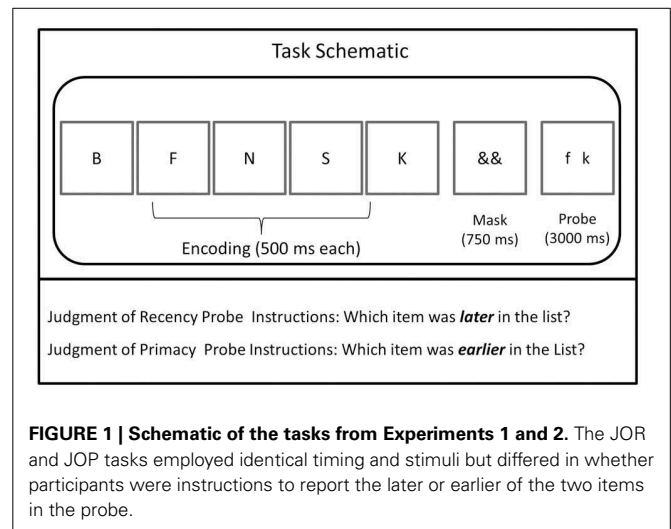 Task Schematic
B F N S K && f k
Encoding (500 ms each)
Mask
(750 ms)
Probe
(3000 ms)
Judgment of Recency Probe Instructions: Which item was later in the list?
Judgment of Primacy Probe Instructions: Which item was earlier in the List?
FIGURE 1 | Schematic of the tasks from Experiments 1 and 2. The JOR
and JOP tasks employed identical timing and stimuli but differed in whether
participants were instructions to report the later or earlier of the two items
in the probe.